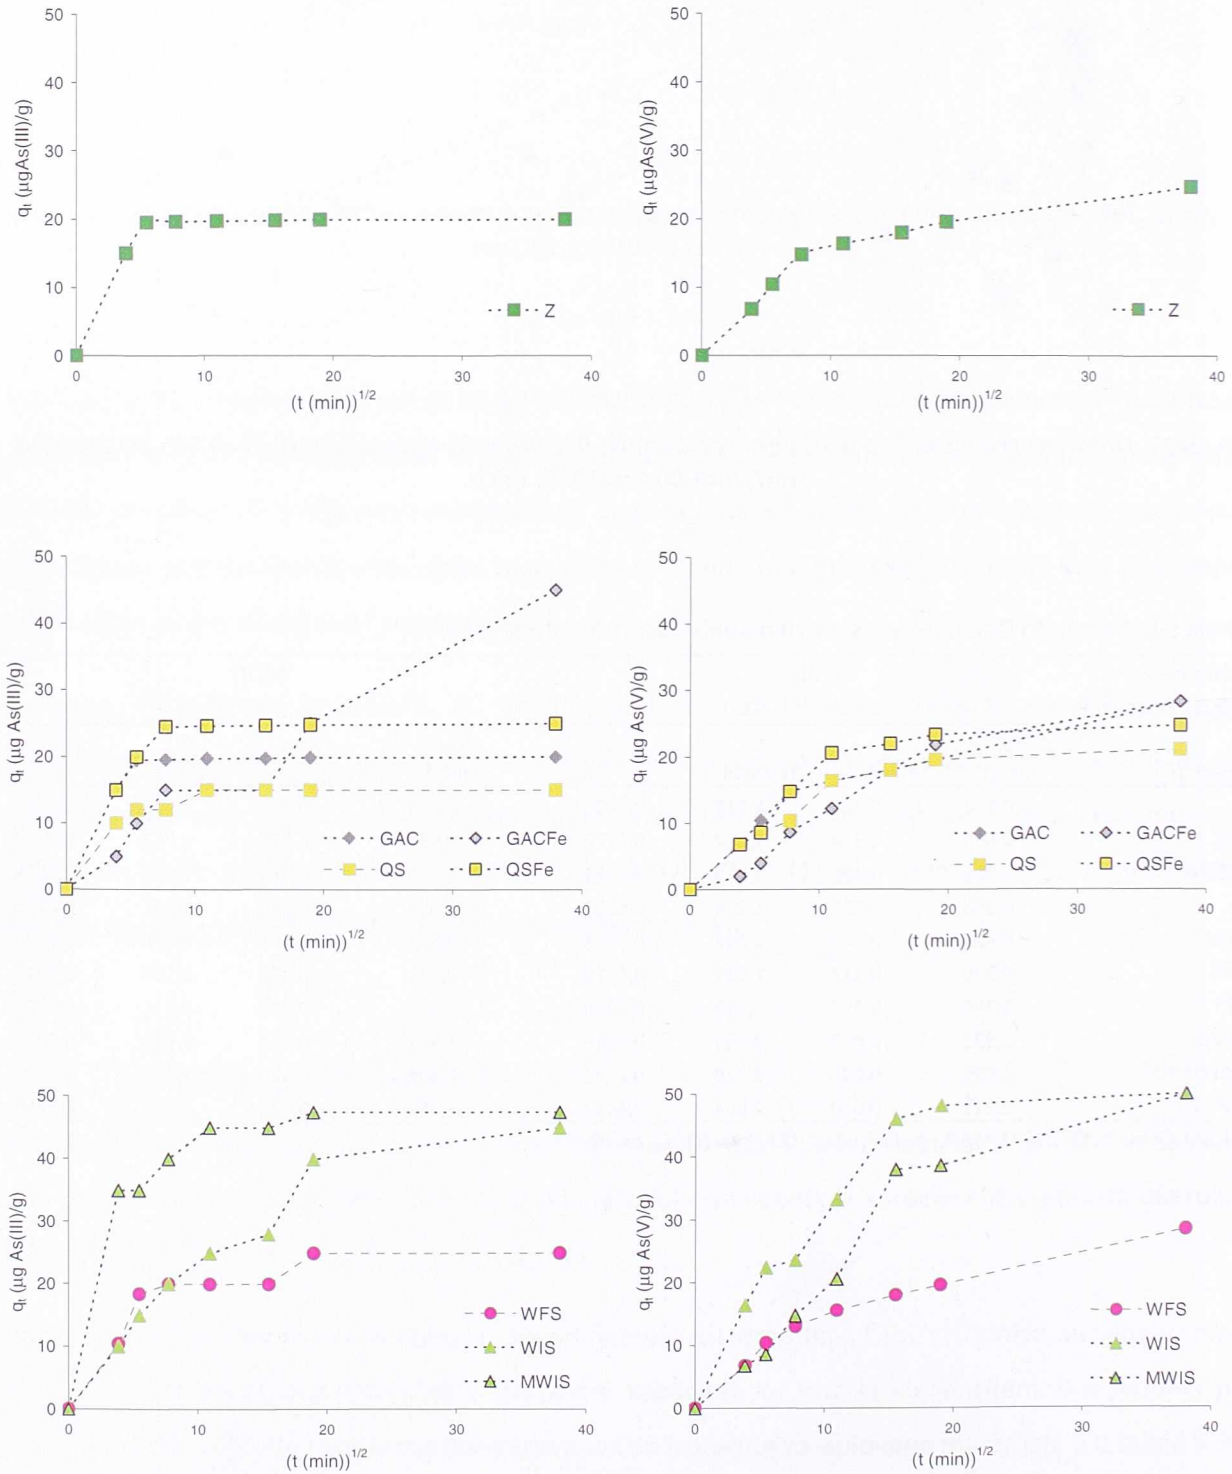 50
40
30
20
10
0
qt (µgAs(III)/g)
Z
0 10 20 30 40
(t (min))1/2
50
40
30
20
10
0
qt (µgAs(V)/g)
Z
0 10 20 30 40
(t (min))1/2
50
40
30
20
10
0
qt (µg As(III)/g)
GAC GACFe
QS QSFe
0 10 20 30 40
(t (min))1/2
50
40
30
20
10
0
qt (µg As(V)/g)
GAC GACFe
QS QSFe
0 10 20 30 40
(t (min))1/2
50
40
30
20
10
0
qt (µg As(III)/g)
WFS
WIS
MWIS
0 10 20 30 40
(t (min))1/2
50
40
30
20
10
0
qt (µg As(V)/g)
WFS
WIS
MWIS
0 10 20 30 40
(t (min))1/2